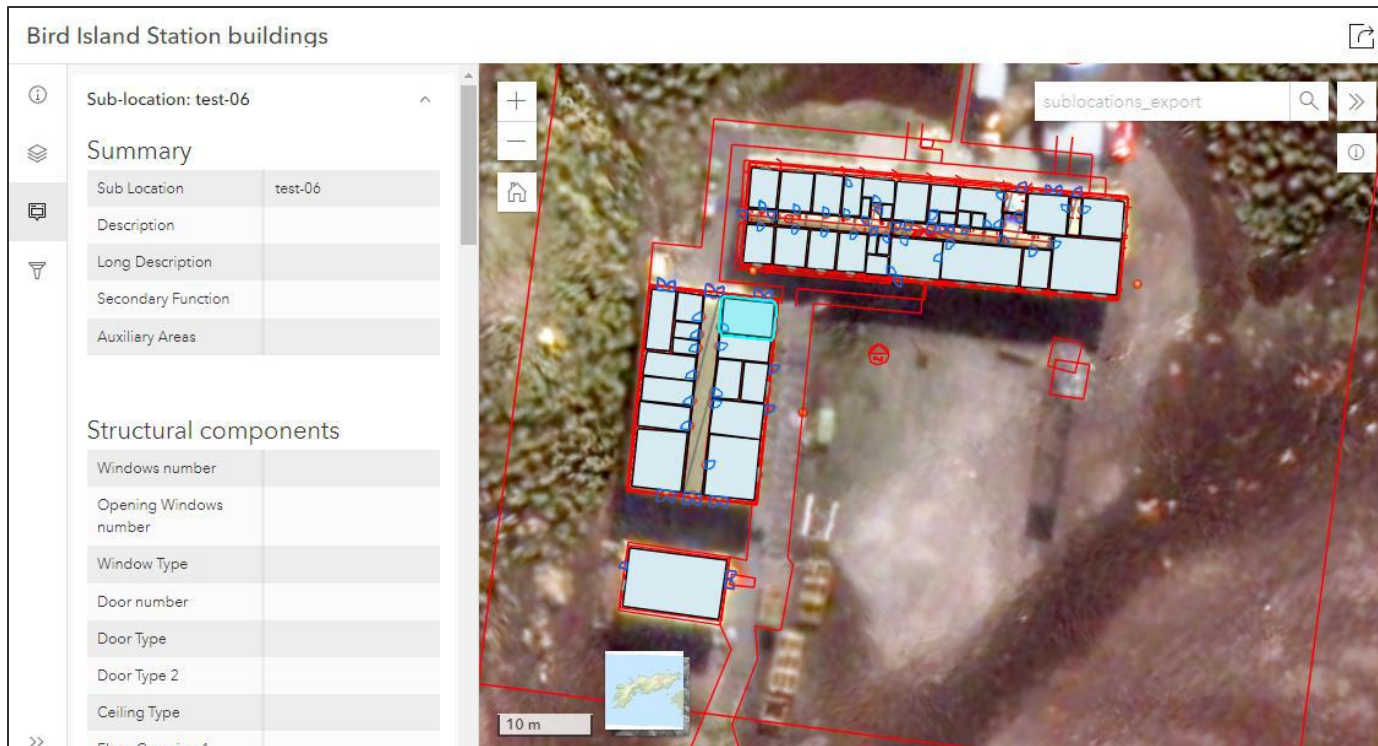 Bird Island Station buildings
Sub-location: test-06
Summary
Sub Location test-06
Description
Long Description
Secondary Function
Auxiliary Areas
Structural components
Windows number
Opening Windows
number
Window Type
Door number
Door Type
Door Type 2
Ceiling Type
sublocations_export
10 m